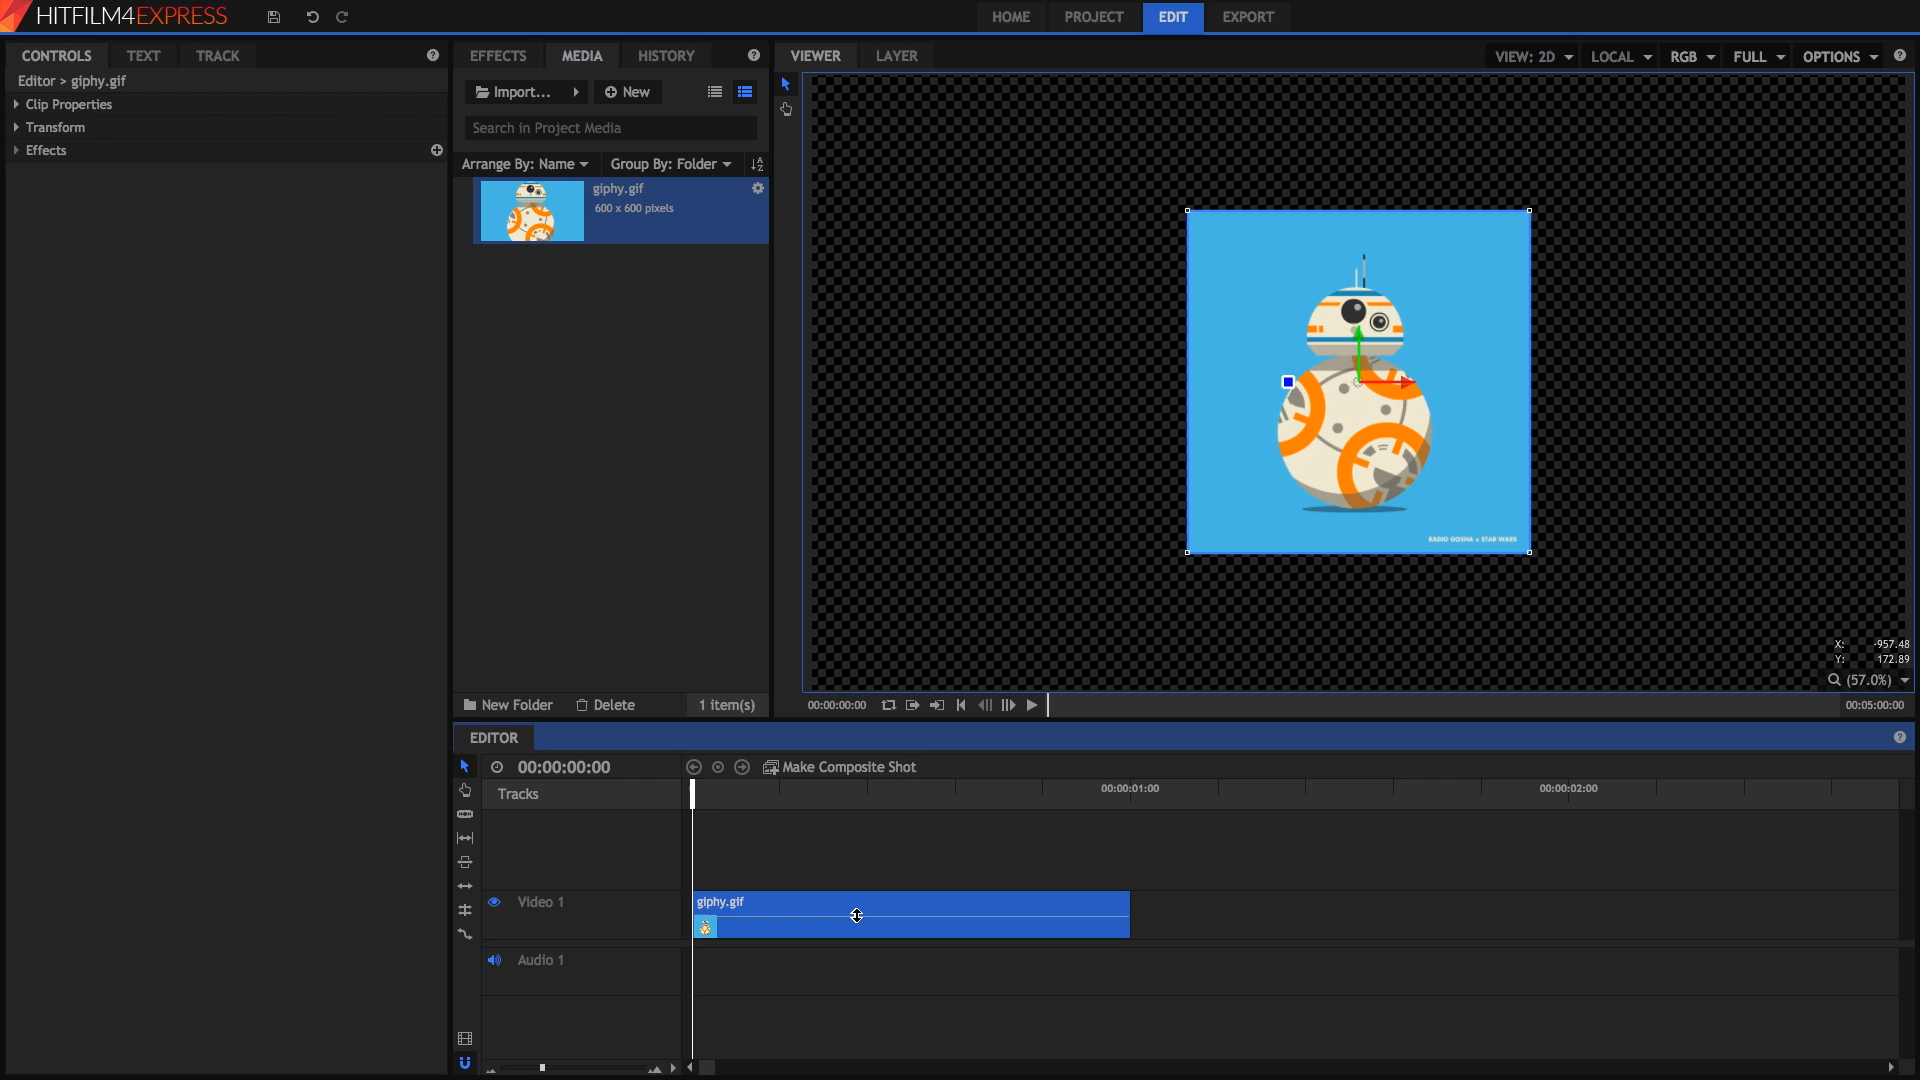 HITFILM4EXPRESS
HOME
PROJECT
EDIT
EXPORT
CONTROLS
TEXT
TRACK
EFFECTS
MEDIA
HISTORY
VIEWER
LAYER
VIEW: 2D
LOCAL
RGB
FULL
OPTIONS
Editor > giphy.gif
Clip Properties
Transform
Effects
Import...
New
Search in Project Media
Arrange By: Name
Group By: Folder
giphy.gif
600 x 600 pixels
RADIO GOSHA x STAR WARS
X: -957.48
Y: 172.89
(57.0%)
New Folder
Delete
1 item(s)
00:00:00:00
00:05:00:00
EDITOR
00:00:00:00
Make Composite Shot
Tracks
00:00:01:00
00:00:02:00
Video 1
giphy.gif
Audio 1